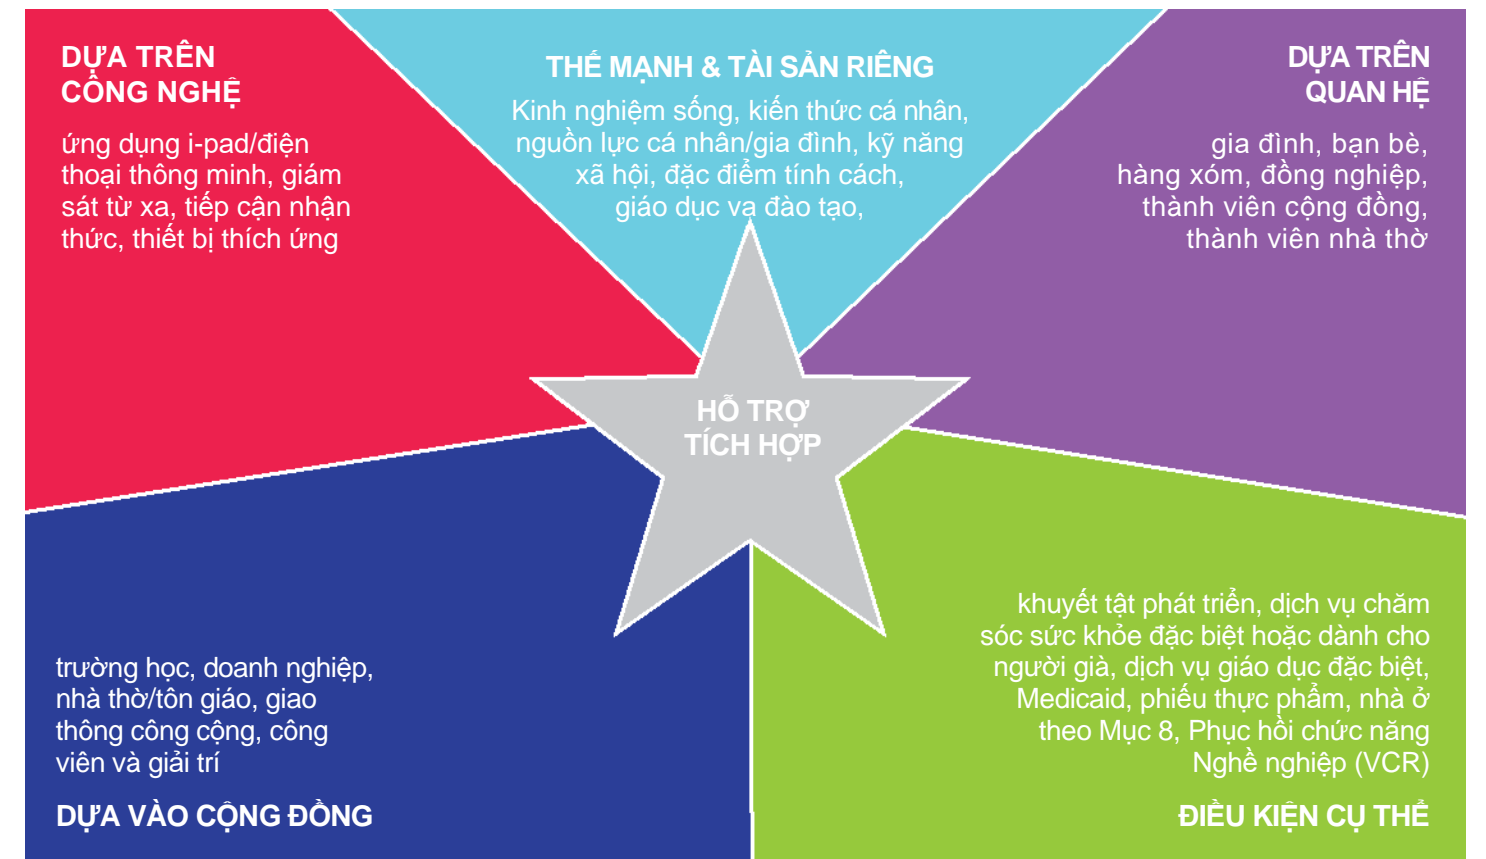 DỰA TRÊN
CÔNG NGHỆ
ứng dụng i-pad/điện
thoại thông minh, giám
sát từ xa, tiếp cận nhận
thức, thiết bị thích ứng
THẾ MẠNH & TÀI SẢN RIÊNG
Kinh nghiệm sống, kiến thức cá nhân,
nguồn lực cá nhân/gia đình, kỹ năng
xã hội, đặc điểm tính cách,
giáo dục va đào tạo,
DỰA TRÊN
QUAN HỆ
gia đình, bạn bè,
hàng xóm, đồng nghiệp,
thành viên cộng đồng,
thành viên nhà thờ
HỖ TRỢ
TÍCH HỢP
trường học, doanh nghiệp,
nhà thờ/tôn giáo, giao
thông công cộng, công
viên và giải trí
DỰA VÀO CỘNG ĐỒNG
khuyết tật phát triển, dịch vụ chăm
sóc sức khỏe đặc biệt hoặc dành cho
người già, dịch vụ giáo dục đặc biệt,
Medicaid, phiếu thực phẩm, nhà ở
theo Mục 8, Phục hồi chức năng
Nghề nghiệp (VCR)
ĐIỀU KIỆN CỤ THỂ